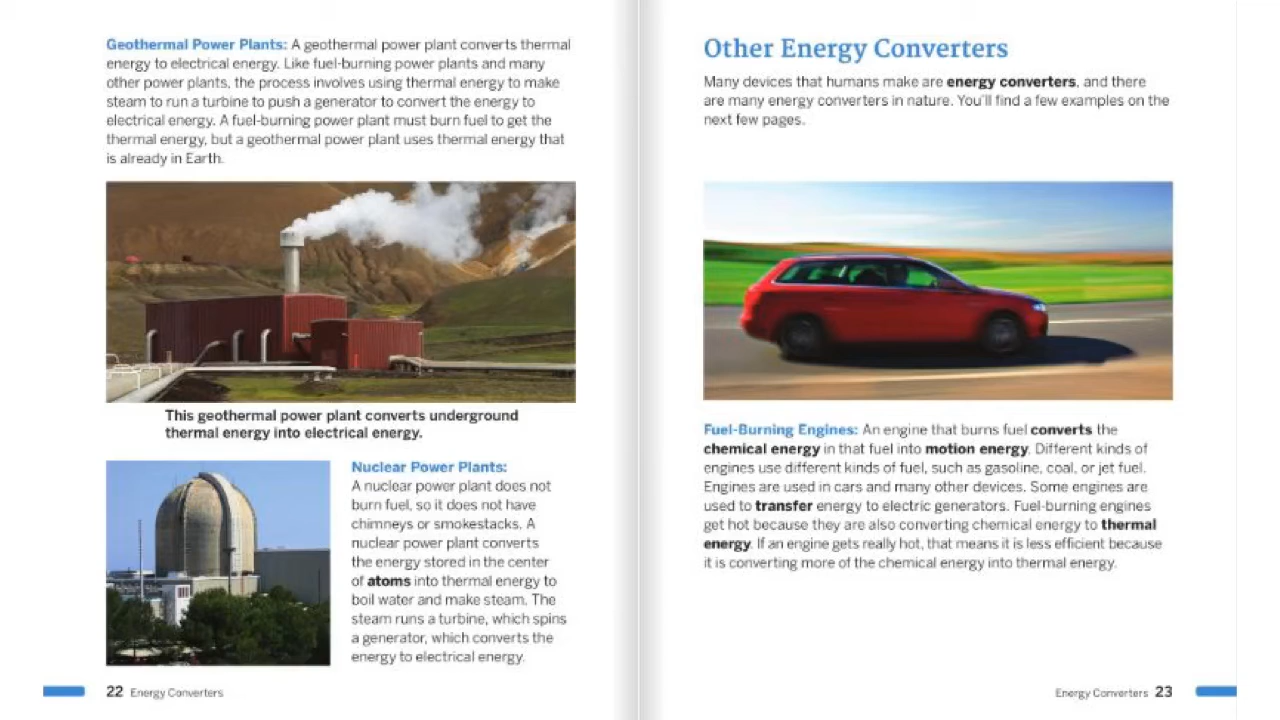 Geothermal Power Plants: A geothermal power plant converts thermal
energy to electrical energy. Like fuel-burning power plants and many
other power plants, the process involves using thermal energy to make
steam to run a turbine to push a generator to convert the energy to
electrical energy. A fuel-burning power plant must burn fuel to get the
thermal energy, but a geothermal power plant uses thermal energy that
is already in Earth.
This geothermal power plant converts underground
thermal energy into electrical energy.
Nuclear Power Plants:
A nuclear power plant does not
burn fuel, so it does not have
chimneys or smokestacks. A
nuclear power plant converts
the energy stored in the center
of atoms into thermal energy to
boil water and make steam. The
steam runs a turbine, which spins
a generator, which converts the
energy to electrical energy.
22 Energy Converters
Other Energy Converters
Many devices that humans make are energy converters, and there
are many energy converters in nature. You'll find a few examples on the
next few pages.
Fuel-Burning Engines: An engine that burns fuel converts the
chemical energy in that fuel into motion energy. Different kinds of
engines use different kinds of fuel, such as gasoline, coal, or jet fuel.
Engines are used in cars and many other devices. Some engines are
used to transfer energy to electric generators. Fuel-burning engines
get hot because they are also converting chemical energy to thermal
energy. If an engine gets really hot, that means it is less efficient because
it is converting more of the chemical energy into thermal energy.
Energy Converters 23